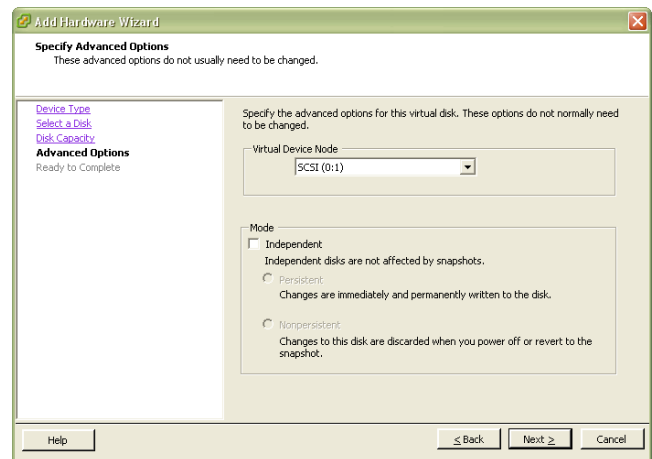 Add Hardware Wizard
Specify Advanced Options
These advanced options do not usually need to be changed.
Device Type
Select a Disk
Disk Capacity
Advanced Options
Ready to Complete
Specify the advanced options for this virtual disk. These options do not normally need
to be changed.
Virtual Device Node
SCSI (0:1)
Mode
Independent
Independent disks are not affected by snapshots.
Persistent
Changes are immediately and permanently written to the disk.
Nonpersistent
Changes to this disk are discarded when you power off or revert to the
snapshot.
Help
< Back
Next >
Cancel